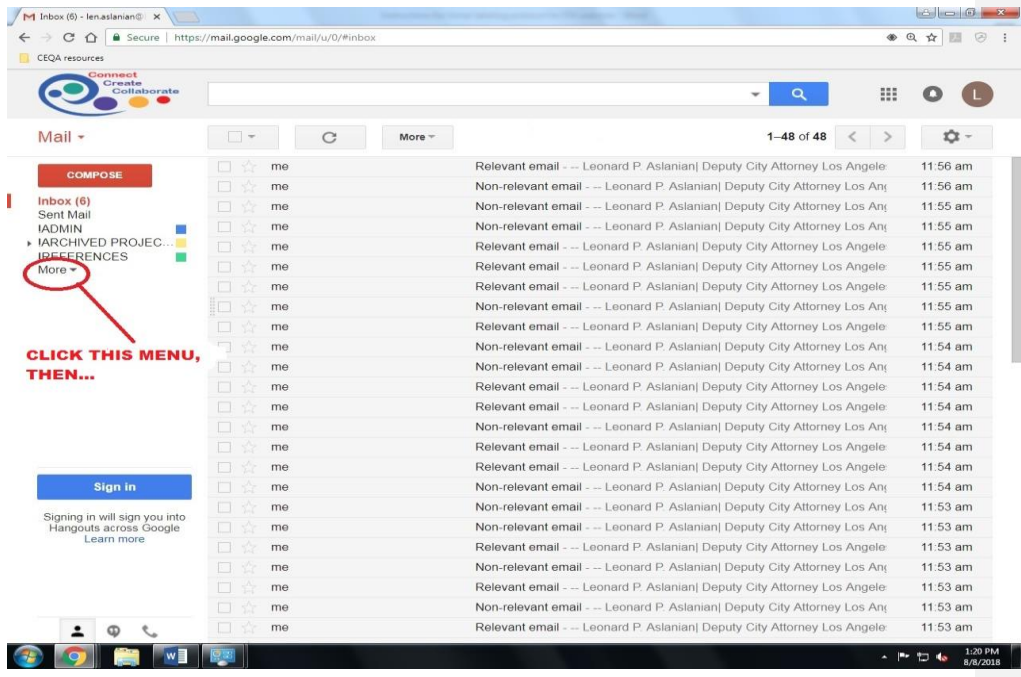 Inbox (6) - len.aslanian@
Secure | https://mail.google.com/mail/u/0/#inbox
CEQA resources
Connect
Create
Collaborate
L
Mail
More
1–48 of 48
COMPOSE
Inbox (6)
Sent Mail
!ADMIN
!ARCHIVED PROJEC...
!REFERENCES
More
CLICK THIS MENU,
THEN...
Sign in
Signing in will sign you into
Hangouts across Google
Learn more
me Relevant email - -- Leonard P. Aslanian| Deputy City Attorney Los Angele 11:56 am
me Non-relevant email - -- Leonard P. Aslanian| Deputy City Attorney Los Ang 11:56 am
me Non-relevant email - -- Leonard P. Aslanian| Deputy City Attorney Los Ang 11:55 am
me Non-relevant email - -- Leonard P. Aslanian| Deputy City Attorney Los Ang 11:55 am
me Relevant email - -- Leonard P. Aslanian| Deputy City Attorney Los Angele 11:55 am
me Relevant email - -- Leonard P. Aslanian| Deputy City Attorney Los Angele 11:55 am
me Non-relevant email - -- Leonard P. Aslanian| Deputy City Attorney Los Ang 11:55 am
me Non-relevant email - -- Leonard P. Aslanian| Deputy City Attorney Los Ang 11:55 am
me Relevant email - -- Leonard P. Aslanian| Deputy City Attorney Los Angele 11:55 am
me Non-relevant email - -- Leonard P. Aslanian| Deputy City Attorney Los Ang 11:54 am
me Non-relevant email - -- Leonard P. Aslanian| Deputy City Attorney Los Ang 11:54 am
me Relevant email - -- Leonard P. Aslanian| Deputy City Attorney Los Angele 11:54 am
me Relevant email - -- Leonard P. Aslanian| Deputy City Attorney Los Angele 11:54 am
me Non-relevant email - -- Leonard P. Aslanian| Deputy City Attorney Los Ang 11:54 am
me Relevant email - -- Leonard P. Aslanian| Deputy City Attorney Los Angele 11:54 am
me Relevant email - -- Leonard P. Aslanian| Deputy City Attorney Los Angele 11:54 am
me Non-relevant email - -- Leonard P. Aslanian| Deputy City Attorney Los Ang 11:54 am
me Non-relevant email - -- Leonard P. Aslanian| Deputy City Attorney Los Ang 11:53 am
me Non-relevant email - -- Leonard P. Aslanian| Deputy City Attorney Los Ang 11:53 am
me Relevant email - -- Leonard P. Aslanian| Deputy City Attorney Los Angele 11:53 am
me Non-relevant email - -- Leonard P. Aslanian| Deputy City Attorney Los Ang 11:53 am
me Relevant email - -- Leonard P. Aslanian| Deputy City Attorney Los Angele 11:53 am
me Non-relevant email - -- Leonard P. Aslanian| Deputy City Attorney Los Ang 11:53 am
me Relevant email - -- Leonard P. Aslanian| Deputy City Attorney Los Angele 11:53 am
1:20 PM
8/8/2018